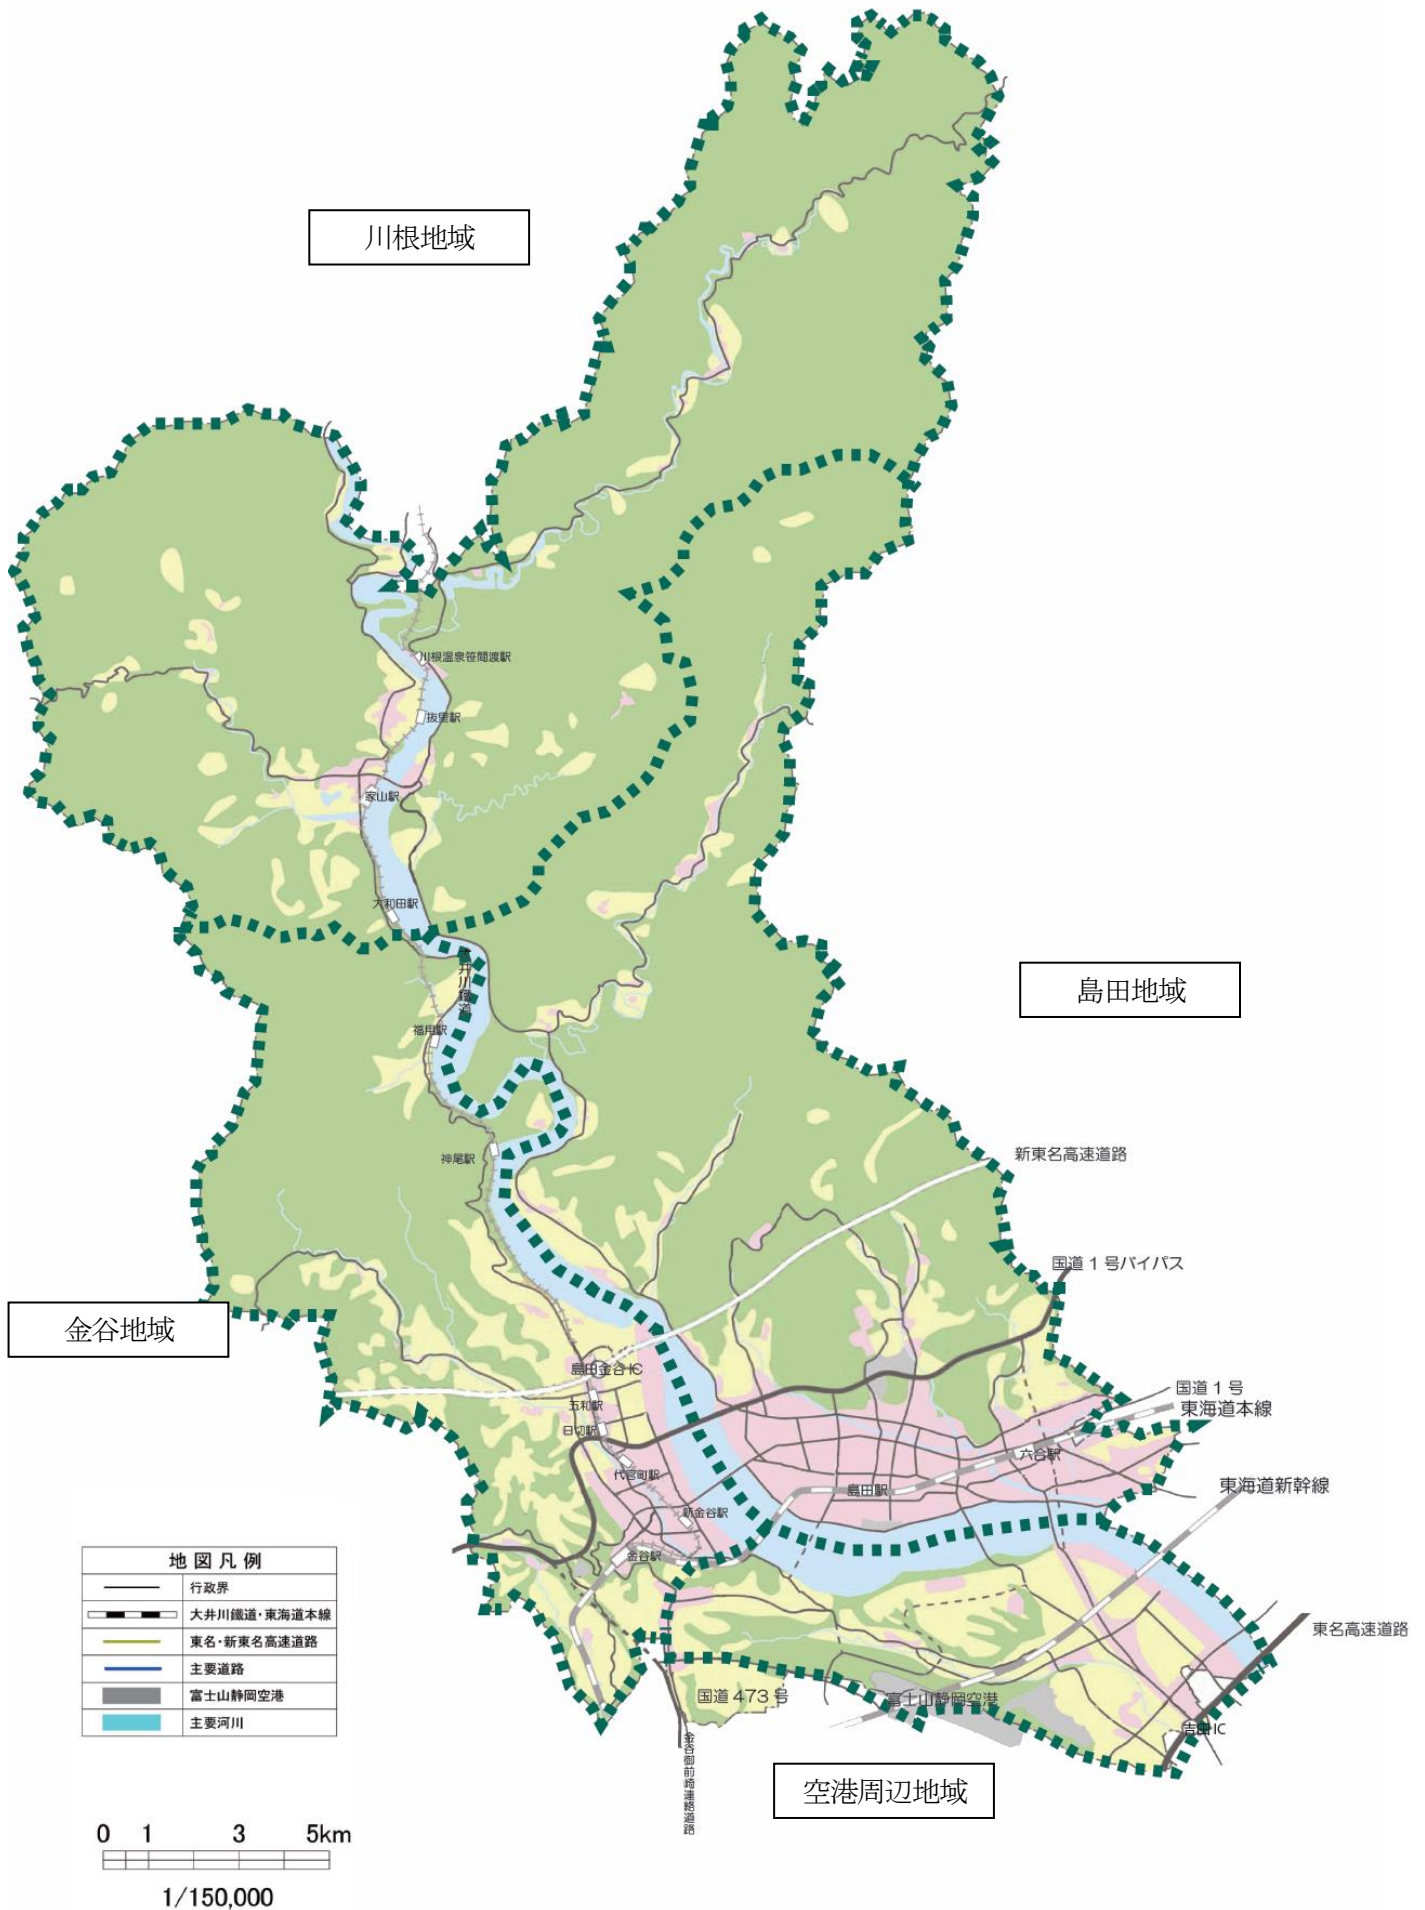 川根地域
川根温泉笹間渡駅
抜里駅
家山駅
大和田駅
大井川鐵道
島田地域
福用駅
神尾駅
新東名高速道路
国道1号バイパス
金谷地域
島田金谷IC
国道1号
東海道本線
五和駅
日切駅
六合駅
代官町駅
島田駅
東海道新幹線
新金谷駅
金谷駅
地図凡例
行政界
大井川鐵道・東海道本線
東名・新東名高速道路
主要道路
富士山静岡空港
主要河川
東名高速道路
国道473号
富士山静岡空港
吉田IC
金谷御前崎連絡道路
空港周辺地域
0 1 3 5km
1/150,000